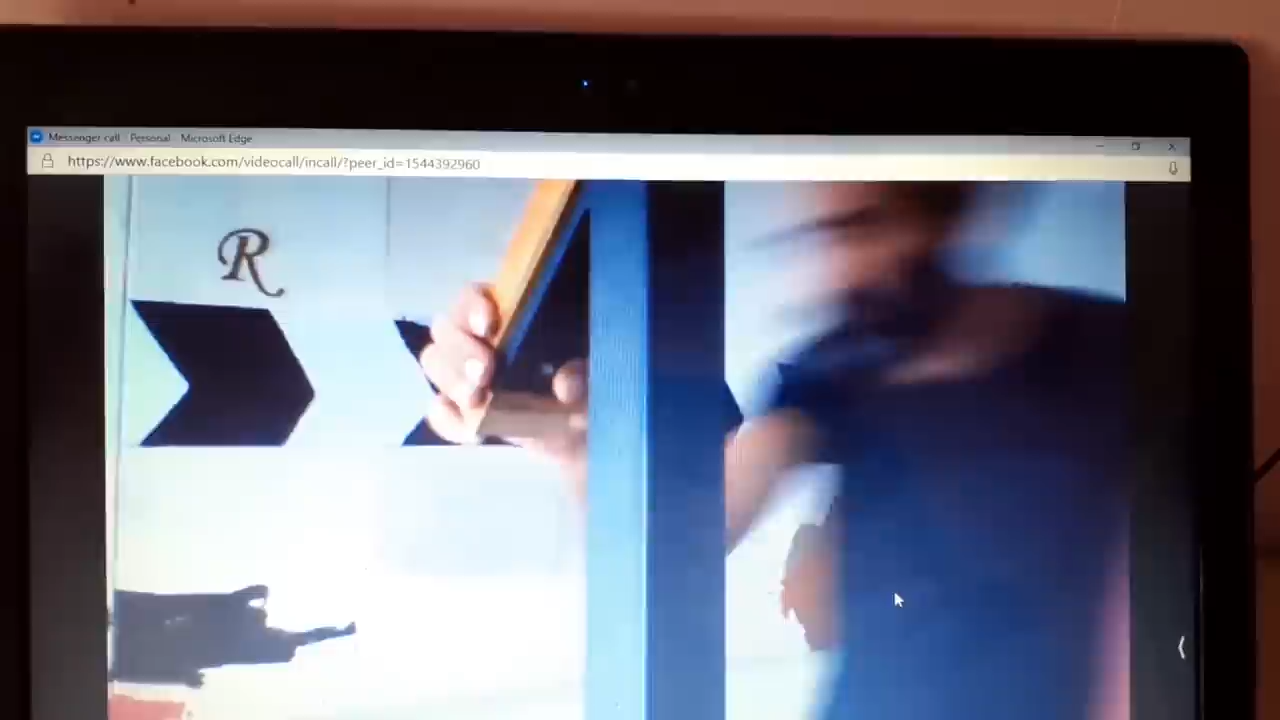 Messenger call - Personal - Microsoft Edge
https://www.facebook.com/videocall/incall/?peer_id=1544392960
R